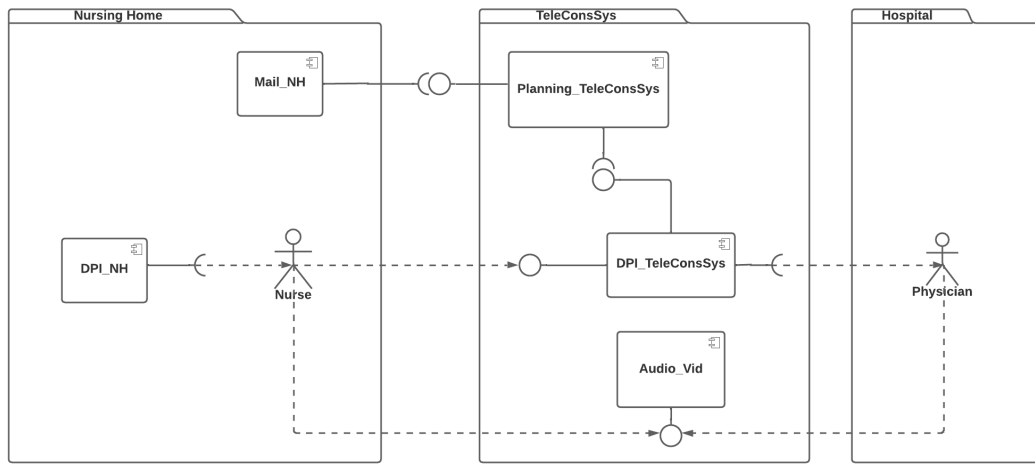 Nursing Home
TeleConsSys
Hospital
Mail_NH
Planning_TeleConsSys
DPI_NH
Nurse
DPI_TeleConsSys
Physician
Audio_Vid